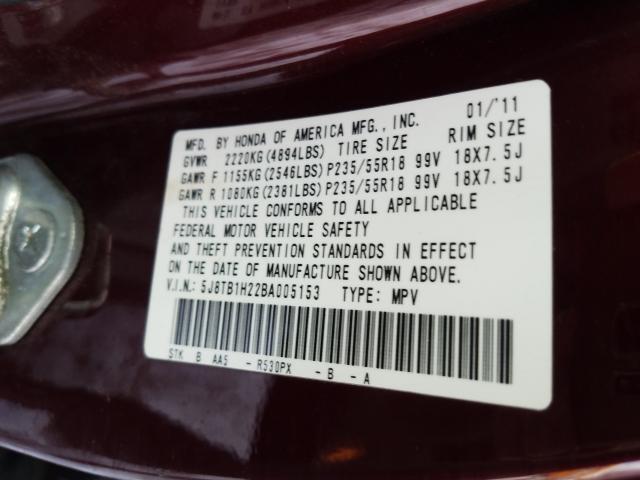 MFD. BY HONDA OF AMERICA MFG., INC. 01/'11
GVWR 2220KG(4894LBS) TIRE SIZE RIM SIZE
GAWR F 1155KG(2546LBS)P235/55R18 99V 18X7.5J
GAWR R 1080KG(2381LBS)P235/55R18 99V 18X7.5J
THIS VEHICLE CONFORMS TO ALL APPLICABLE
FEDERAL MOTOR VEHICLE SAFETY
AND THEFT PREVENTION STANDARDS IN EFFECT
ON THE DATE OF MANUFACTURE SHOWN ABOVE.
V.I.N.: 5J8TB1H22BA005153 TYPE: MPV
STK B AA5 - R530PX - B - A